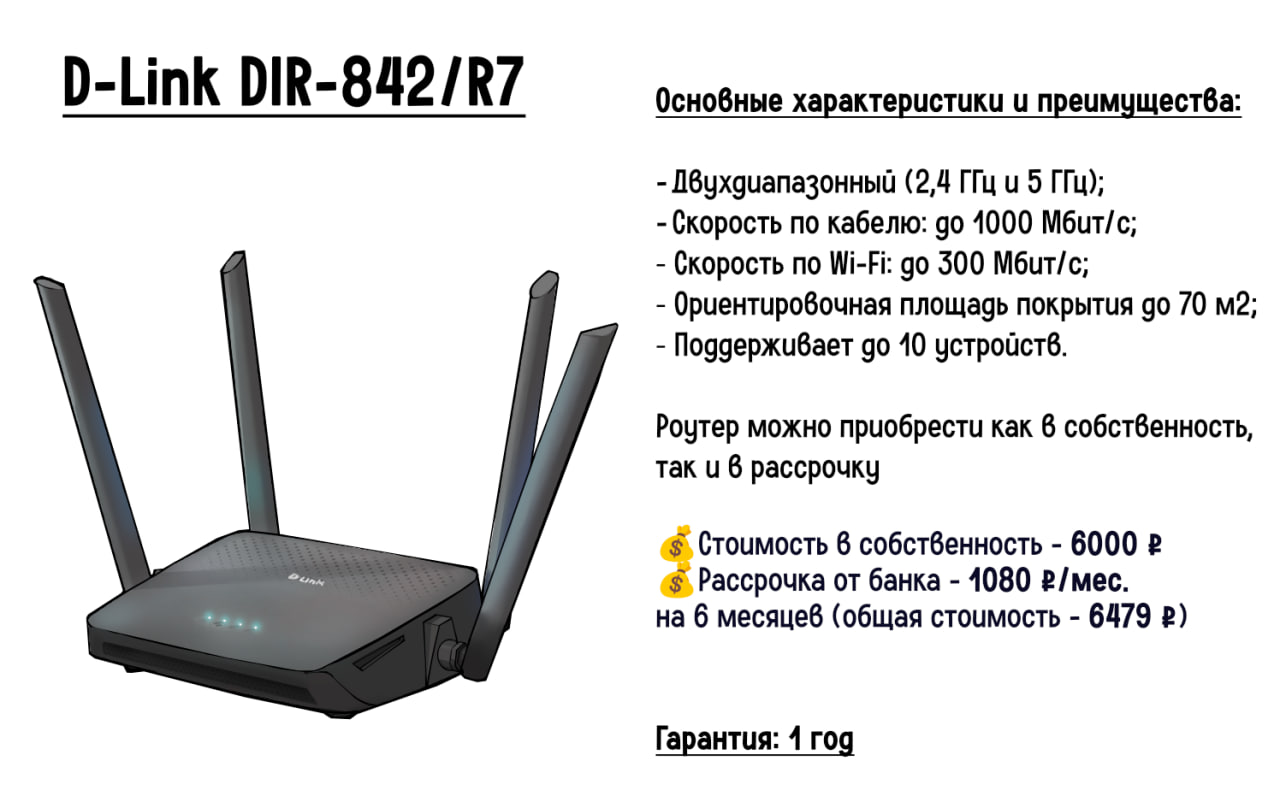 D-Link DIR-842/R7
Основные характеристики и преимущества:
- Двухдиапазонный (2,4 ГГц и 5 ГГц);
- Скорость по кабелю: до 1000 Мбит/с;
- Скорость по Wi-Fi: до 300 Мбит/с;
- Ориентировочная площадь покрытия до 70 м2;
- Поддерживает до 10 устройств.
Роутер можно приобрести как в собственность,
так и в рассрочку
💰Стоимость в собственность - 6000 ₽
💰Рассрочка от банка - 1080 ₽/мес.
на 6 месяцев (общая стоимость - 6479 ₽)
Гарантия: 1 год
D-Link